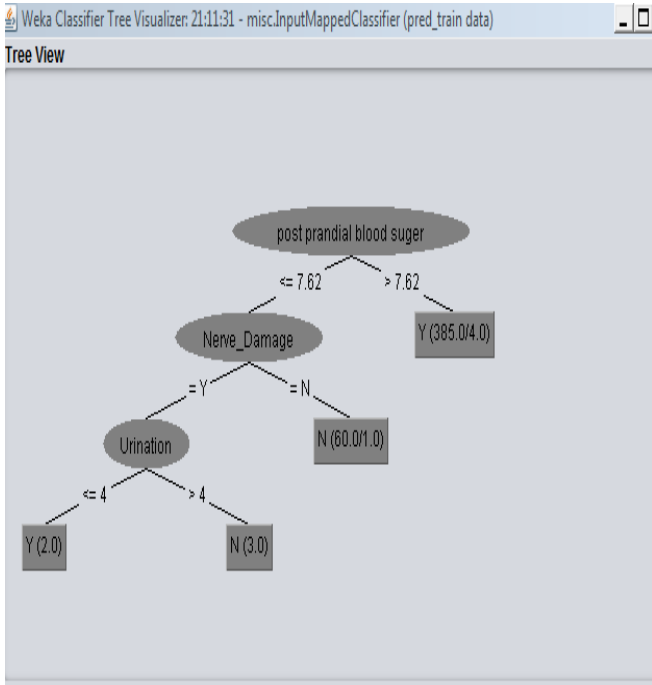 Weka Classifier Tree Visualizer: 21:11:31 - misc.InputMappedClassifier (pred_train data)
Tree View
post prandial blood suger
<= 7.62 > 7.62
Nerve_Damage Y (385.0/4.0)
= Y = N
Urination N (60.0/1.0)
<= 4 > 4
Y (2.0) N (3.0)